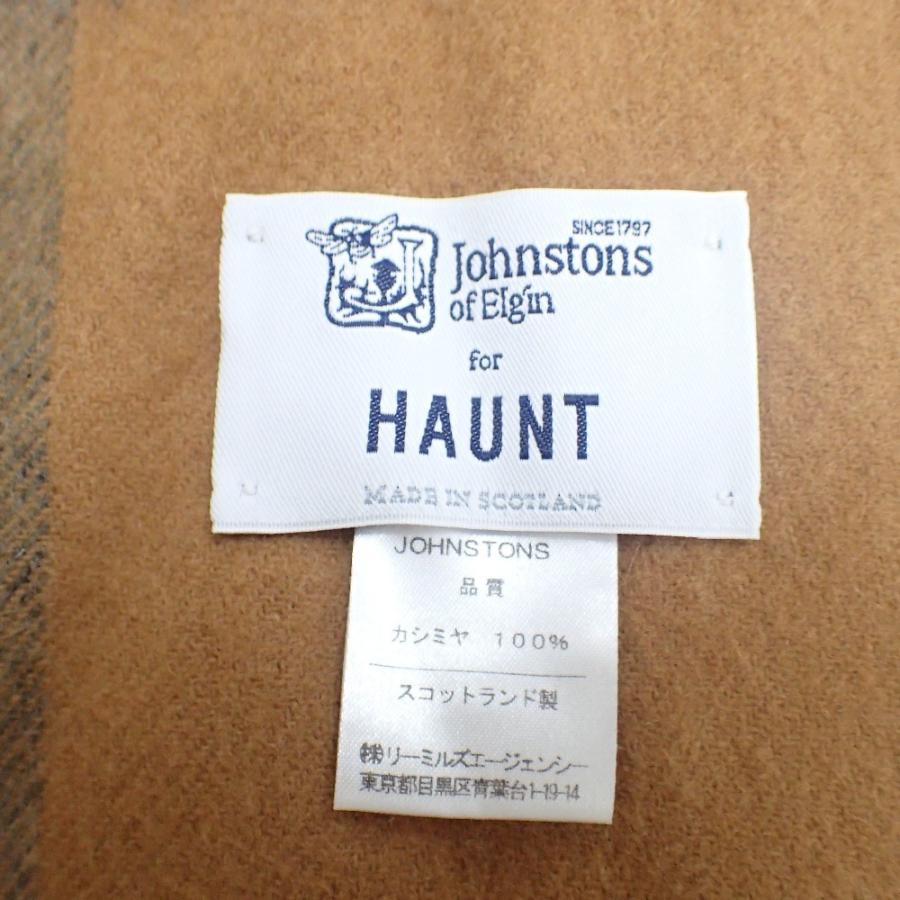 SINCE 1797
Johnstons
of Elgin
for
HAUNT
MADE IN SCOTLAND
JOHNSTONS
品質
カシミヤ 100%
スコットランド製
㈱リーミルズエージェンシー
東京都目黒区青葉台1-19-14